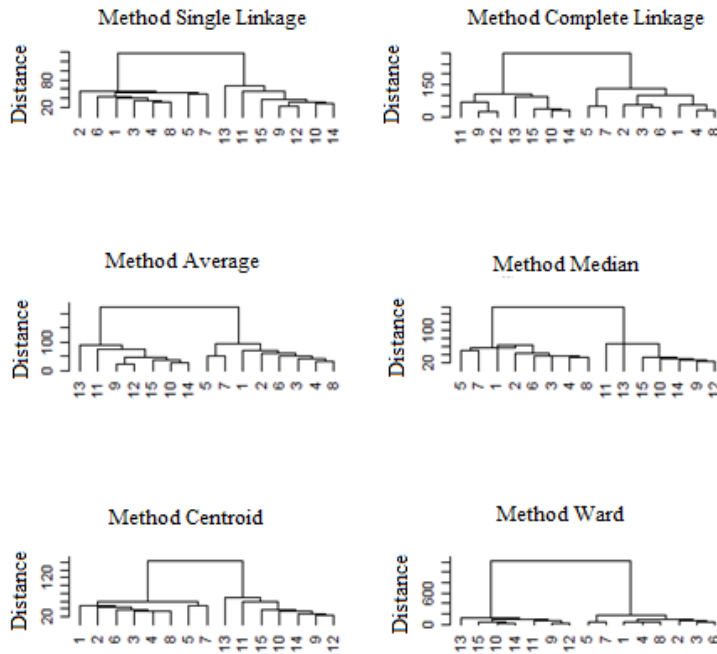 Method Single Linkage
Distance
80
20
2 6 1 3 4 8 5 7 13 11 15 9 12 10 14
Method Complete Linkage
Distance
150
0
11 9 12 13 15 10 14 5 7 2 3 6 1 4 8
Method Average
Distance
100
0
13 11 9 12 15 10 14 5 7 1 2 6 3 4 8
Method Median
Distance
100
20
5 7 1 2 6 3 4 8 11 13 15 10 14 9 12
Method Centroid
Distance
120
20
1 2 6 3 4 8 5 7 13 11 15 10 14 9 12
Method Ward
Distance
600
0
13 15 10 14 11 9 12 5 7 1 4 8 2 3 6